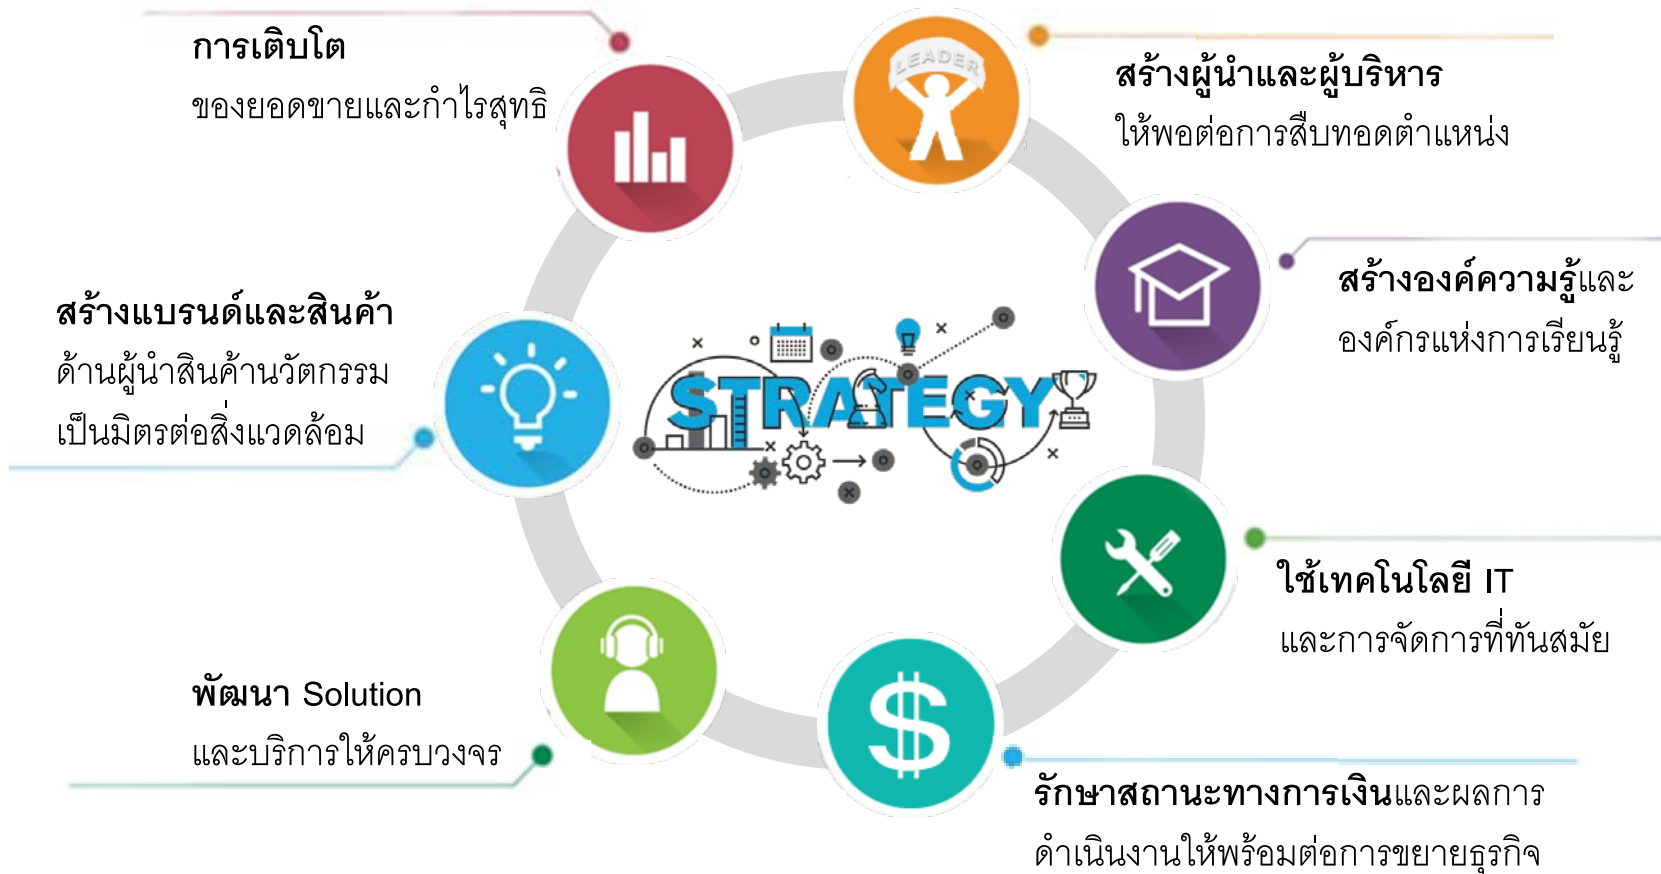 การเติบโต
ของยอดขายและกำไรสุทธิ
LEADER
สร้างผู้นำและผู้บริหาร
ให้พอต่อการสืบทอดตำแหน่ง
สร้างองค์ความรู้และ
องค์กรแห่งการเรียนรู้
สร้างแบรนด์และสินค้า
ด้านผู้นำสินค้านวัตกรรม
เป็นมิตรต่อสิ่งแวดล้อม
STRATEGY
ใช้เทคโนโลยี IT
และการจัดการที่ทันสมัย
พัฒนา Solution
และบริการให้ครบวงจร
$
รักษาสถานะทางการเงินและผลการ
ดำเนินงานให้พร้อมต่อการขยายธุรกิจ